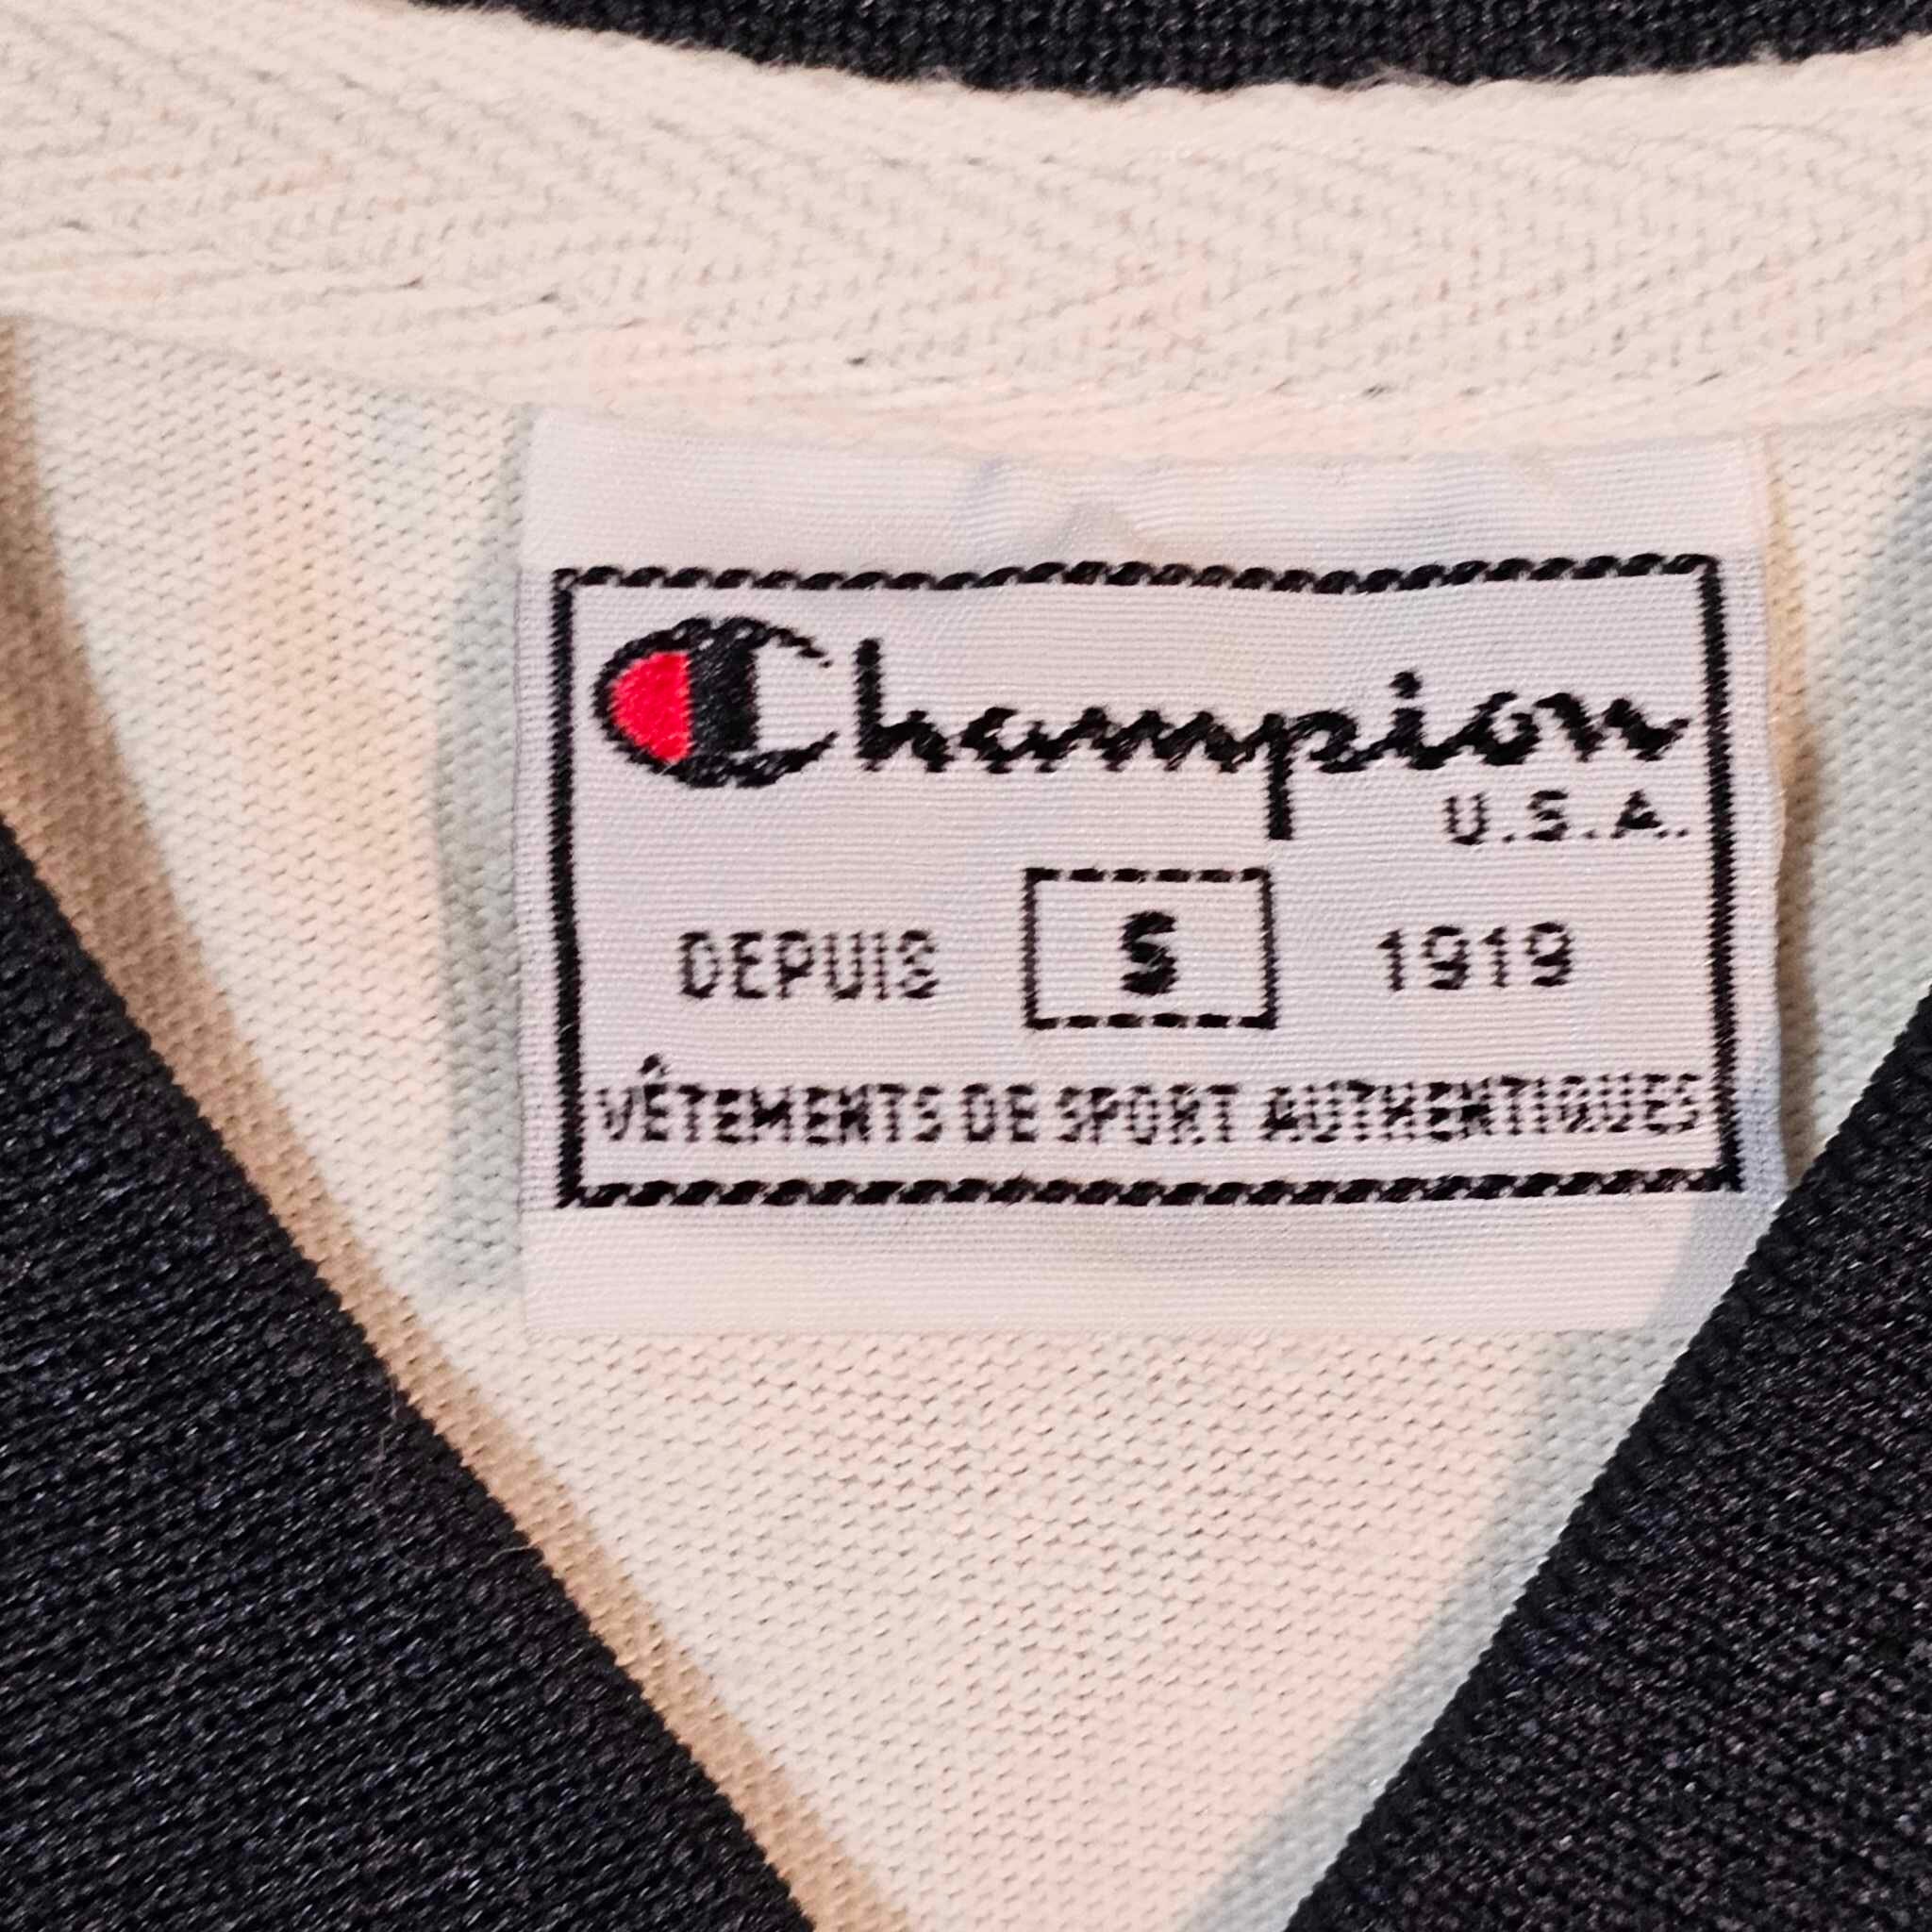 Champion
U.S.A.
DEPUIS S 1919
VÊTEMENTS DE SPORT AUTHENTIQUES